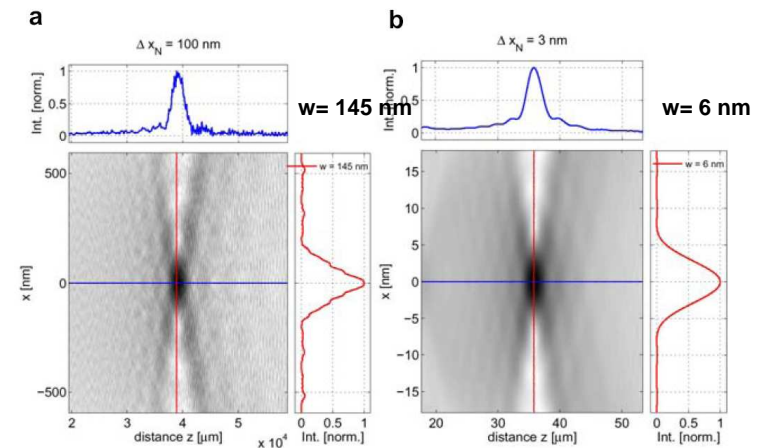 a
Δ x_N = 100 nm
Int. [norm.]
1
0.5
0
w= 145 nm
x [nm]
500
0
−500
w = 145 nm
2
3
4
5
distance z [μm]
x 10⁴
0 0.5 1
Int. [norm.]
b
Δ x_N = 3 nm
Int. [norm.]
1
0.5
0
w= 6 nm
x [nm]
15
10
5
0
−5
−10
−15
w = 6 nm
20 30 40 50
distance z [μm]
0 0.5 1
Int. [norm.]